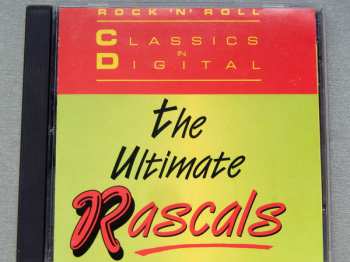 ROCK 'N' ROLL
CLASSICS
IN
DIGITAL
the
ultimate
Rascals